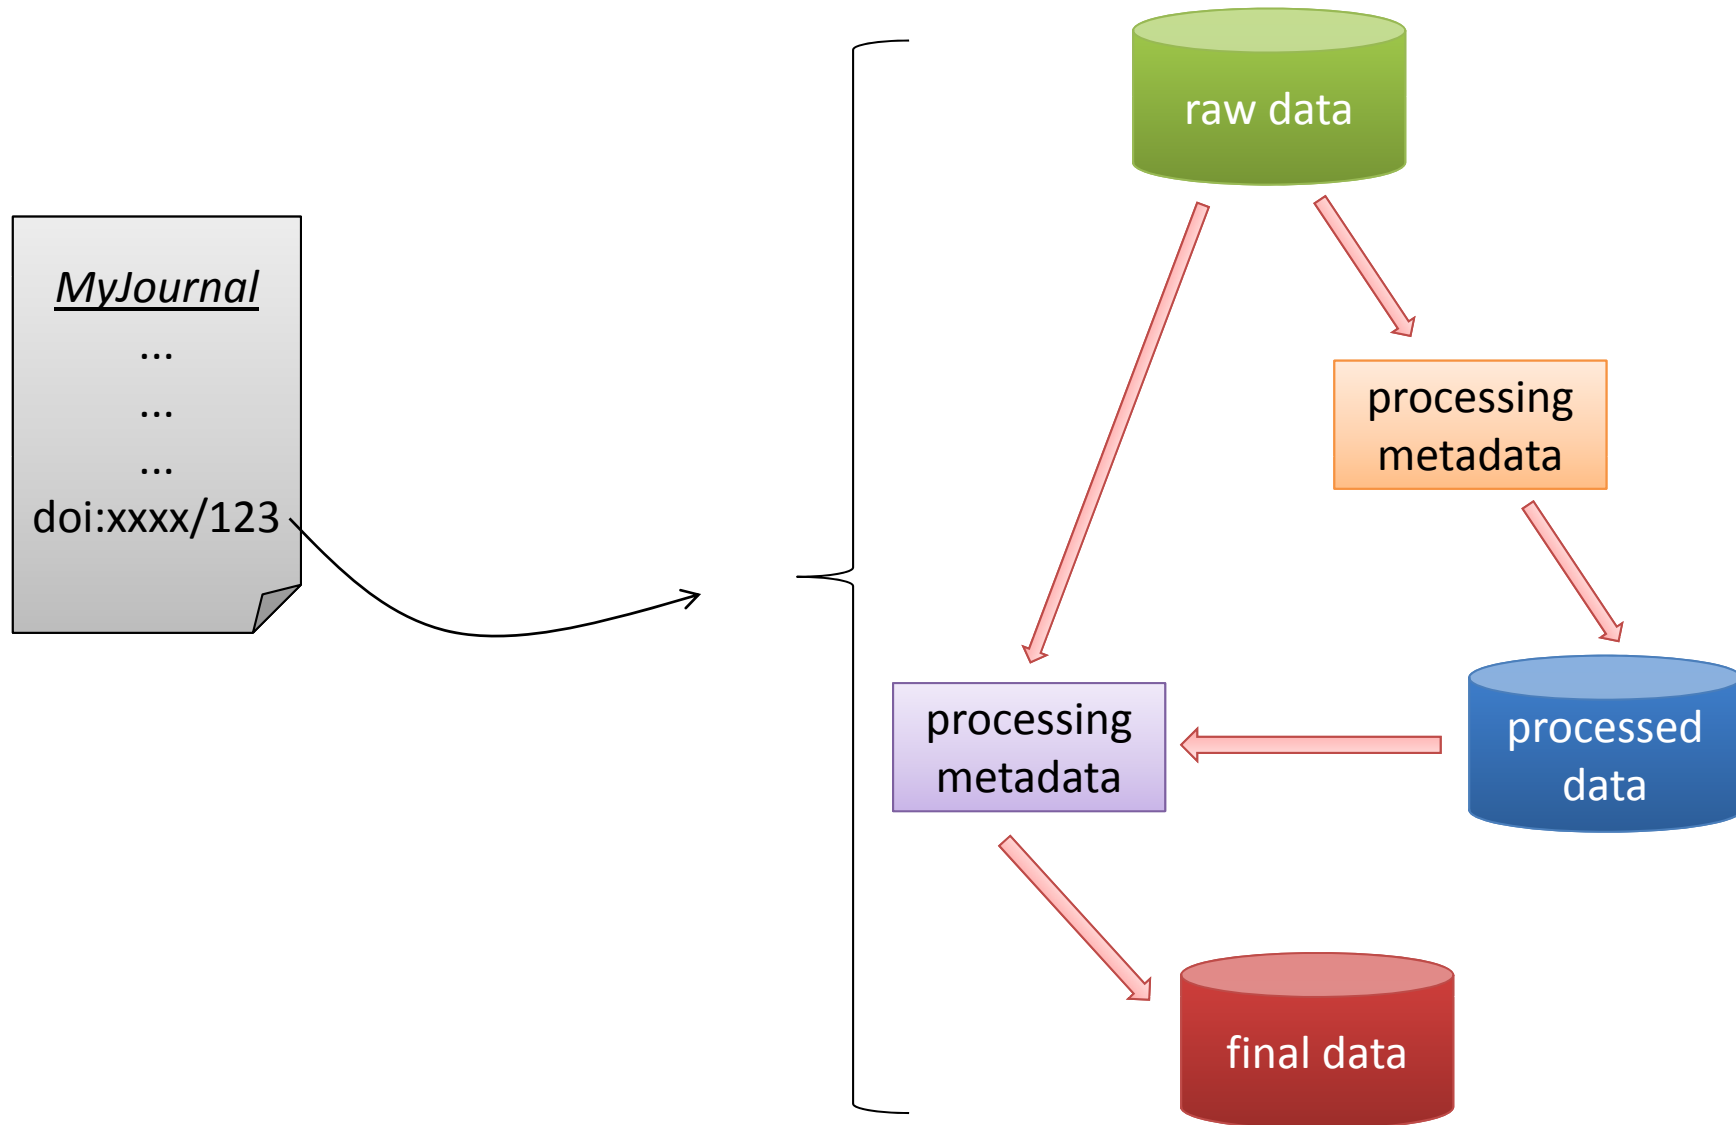 MyJournal
...
...
...
doi:xxxx/123
raw data
processing
metadata
processing
metadata
processed
data
final data